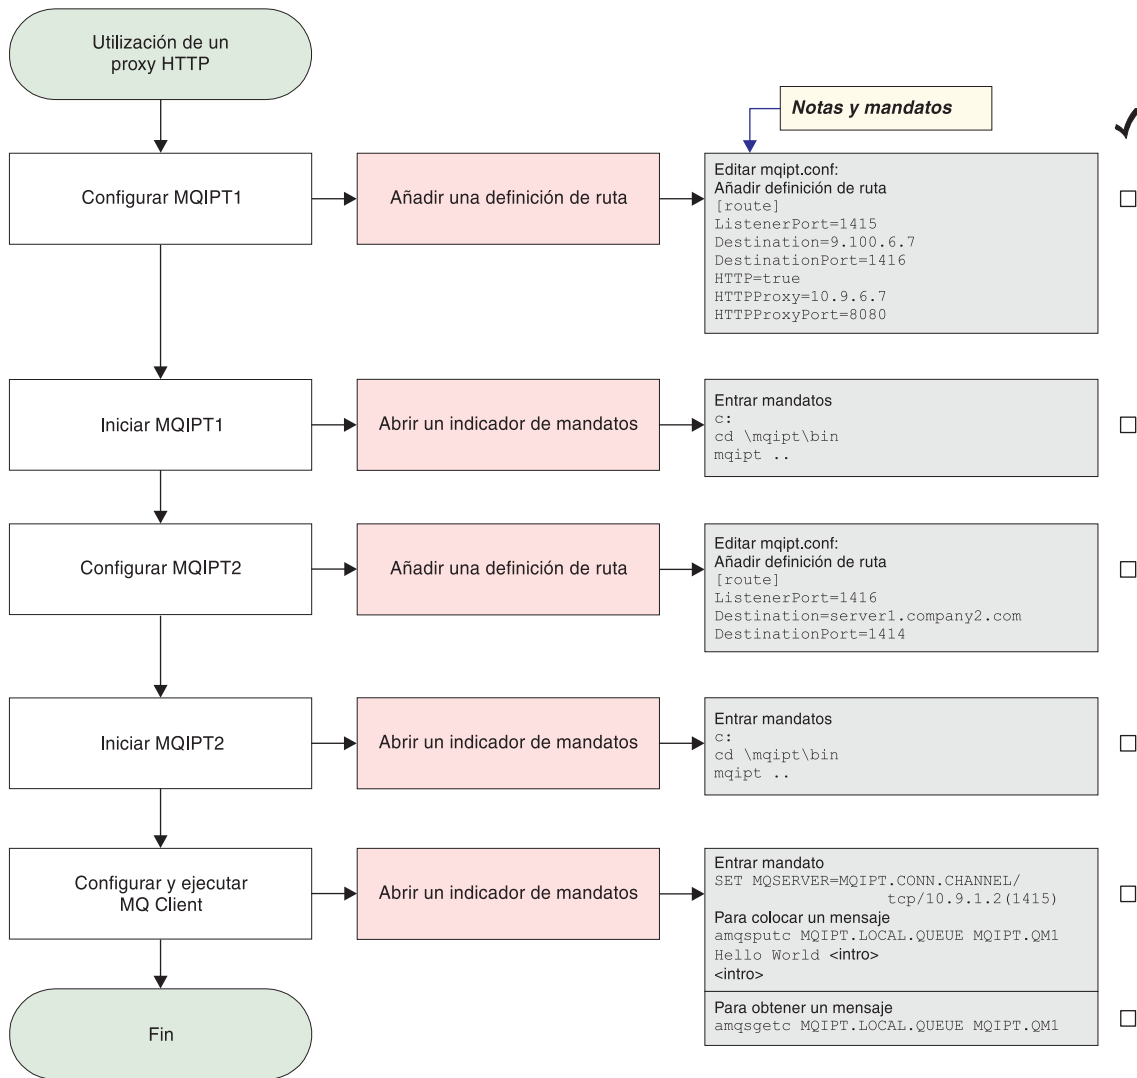 Utilización de un
proxy HTTP
Notas y mandatos
Configurar MQIPT1
Añadir una definición de ruta
Editar mqipt.conf:
Añadir definición de ruta
[route]
ListenerPort=1415
Destination=9.100.6.7
DestinationPort=1416
HTTP=true
HTTPProxy=10.9.6.7
HTTPProxyPort=8080
Iniciar MQIPT1
Abrir un indicador de mandatos
Entrar mandatos
c:
cd \mqipt\bin
mqipt ..
Configurar MQIPT2
Añadir una definición de ruta
Editar mqipt.conf:
Añadir definición de ruta
[route]
ListenerPort=1416
Destination=server1.company2.com
DestinationPort=1414
Iniciar MQIPT2
Abrir un indicador de mandatos
Entrar mandatos
c:
cd \mqipt\bin
mqipt ..
Configurar y ejecutar
MQ Client
Abrir un indicador de mandatos
Entrar mandato
SET MQSERVER=MQIPT.CONN.CHANNEL/
tcp/10.9.1.2(1415)
Para colocar un mensaje
amqsputc MQIPT.LOCAL.QUEUE MQIPT.QM1
Hello World <intro>
<intro>
Para obtener un mensaje
amqsgetc MQIPT.LOCAL.QUEUE MQIPT.QM1
Fin